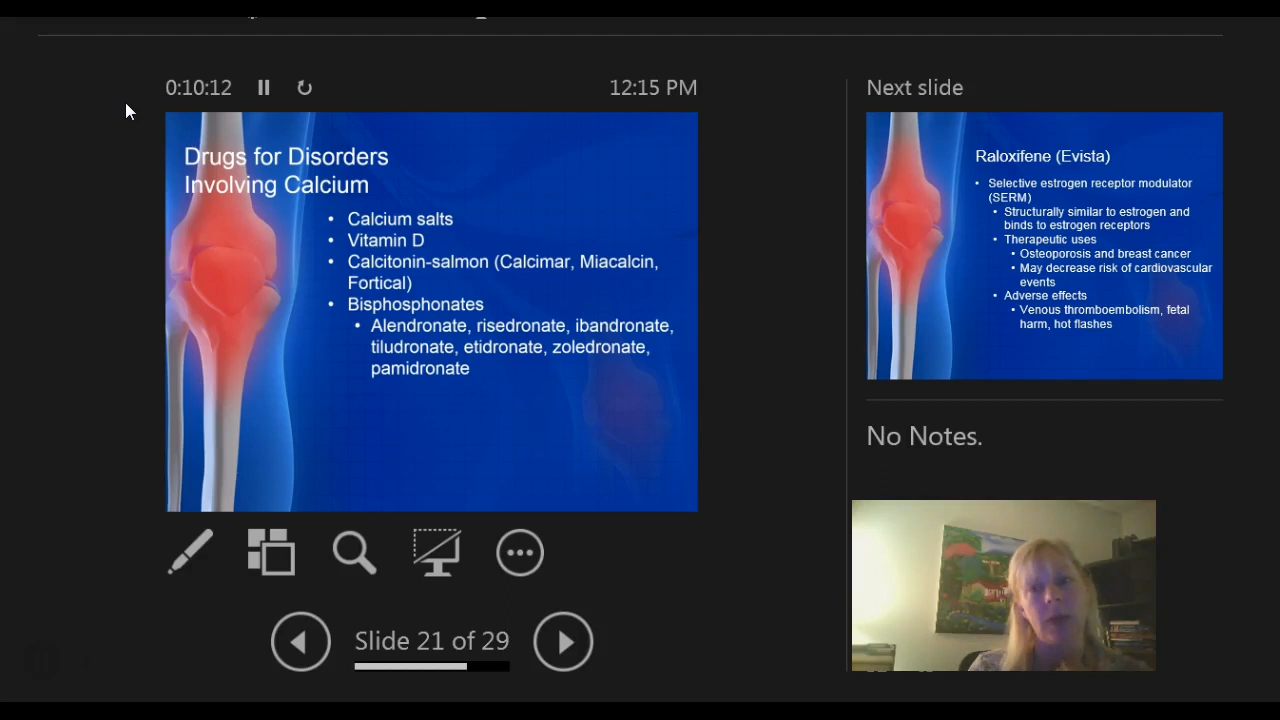 0:10:12
12:15 PM
Drugs for Disorders
Involving Calcium
• Calcium salts
• Vitamin D
• Calcitonin-salmon (Calcimar, Miacalcin,
Fortical)
• Bisphosphonates
• Alendronate, risedronate, ibandronate,
tiludronate, etidronate, zoledronate,
pamidronate
Slide 21 of 29
Next slide
Raloxifene (Evista)
• Selective estrogen receptor modulator
(SERM)
• Structurally similar to estrogen and
binds to estrogen receptors
• Therapeutic uses
• Osteoporosis and breast cancer
• May decrease risk of cardiovascular
events
• Adverse effects
• Venous thromboembolism, fetal
harm, hot flashes
No Notes.